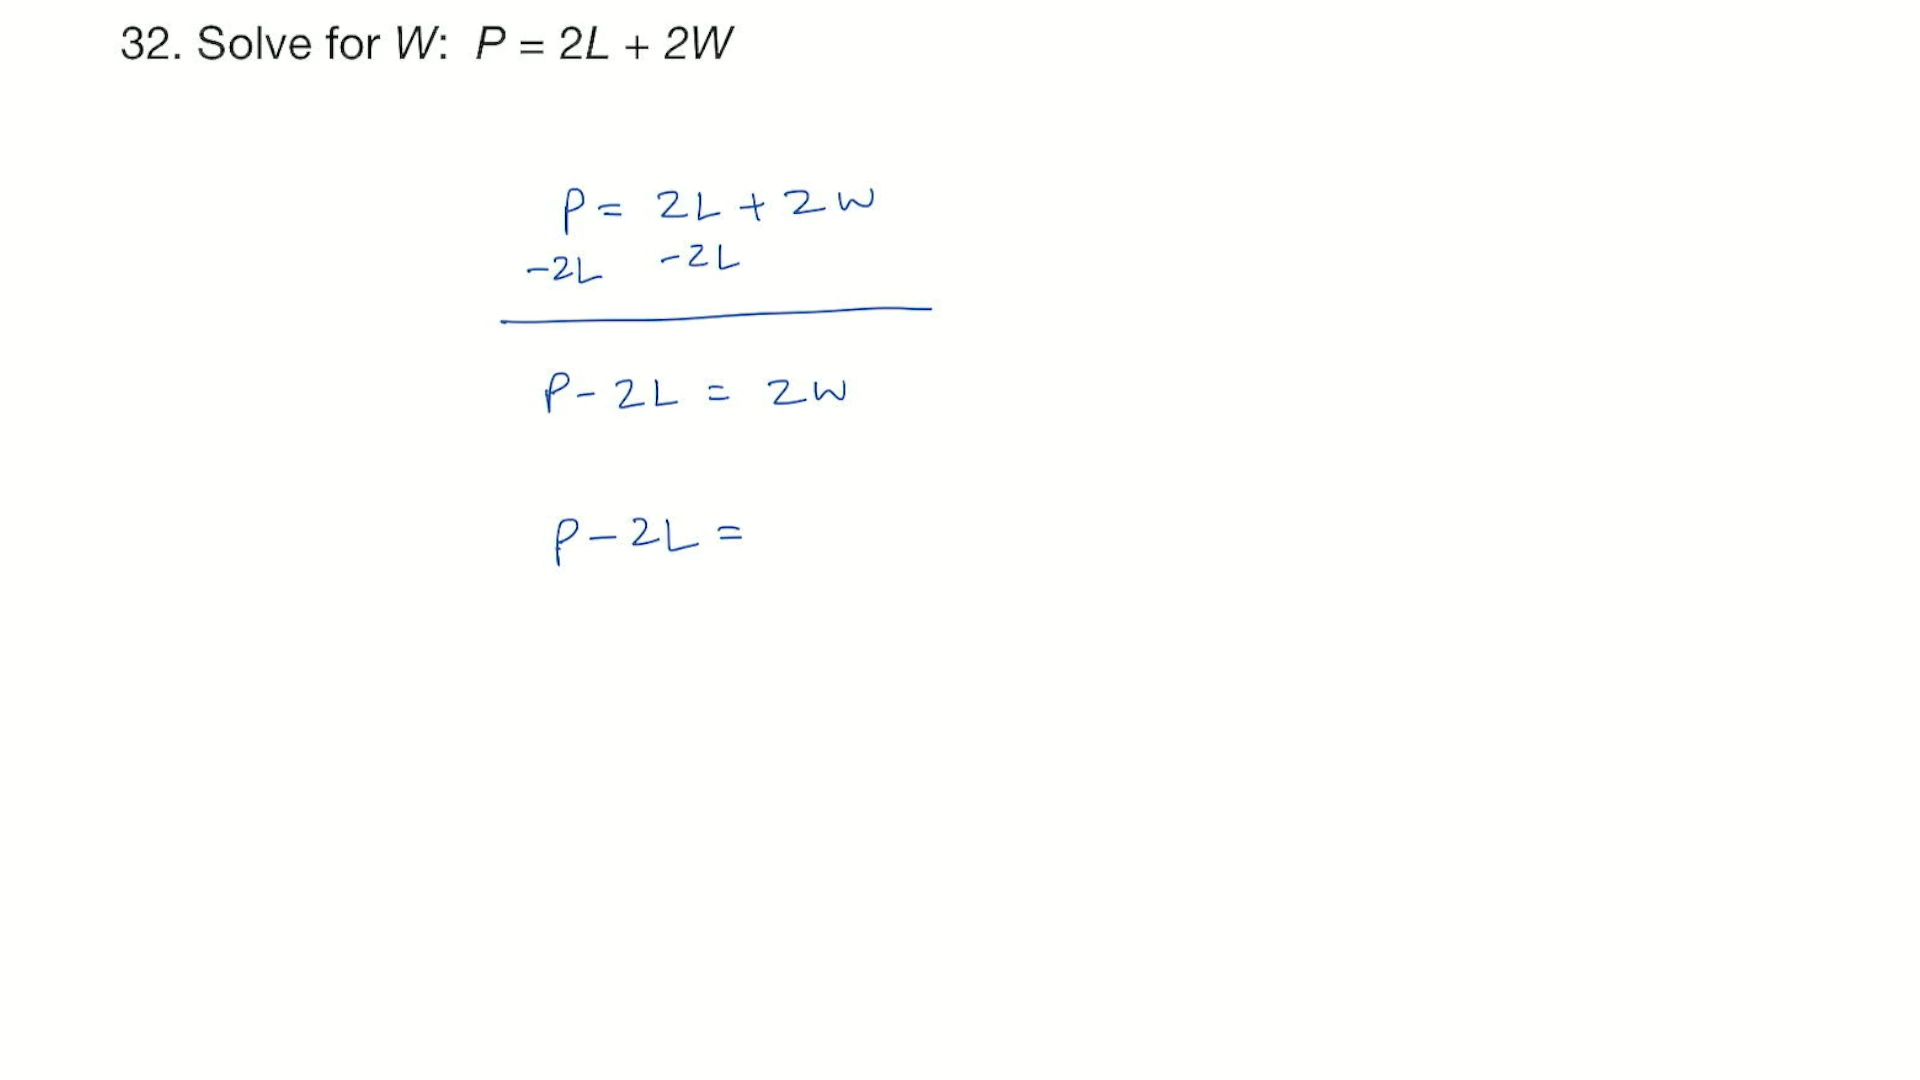 32. Solve for W: P = 2L + 2W
P = 2L + 2W
-2L -2L
P - 2L = 2W
P - 2L =